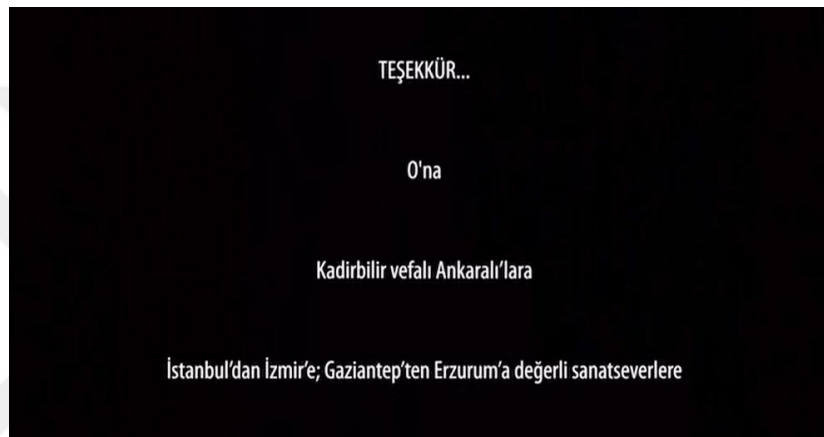 TEŞEKKÜR...
O'na
Kadirbilir vefalı Ankaralı’lara
İstanbul’dan İzmir’e; Gaziantep’ten Erzurum’a değerli sanatseverlere